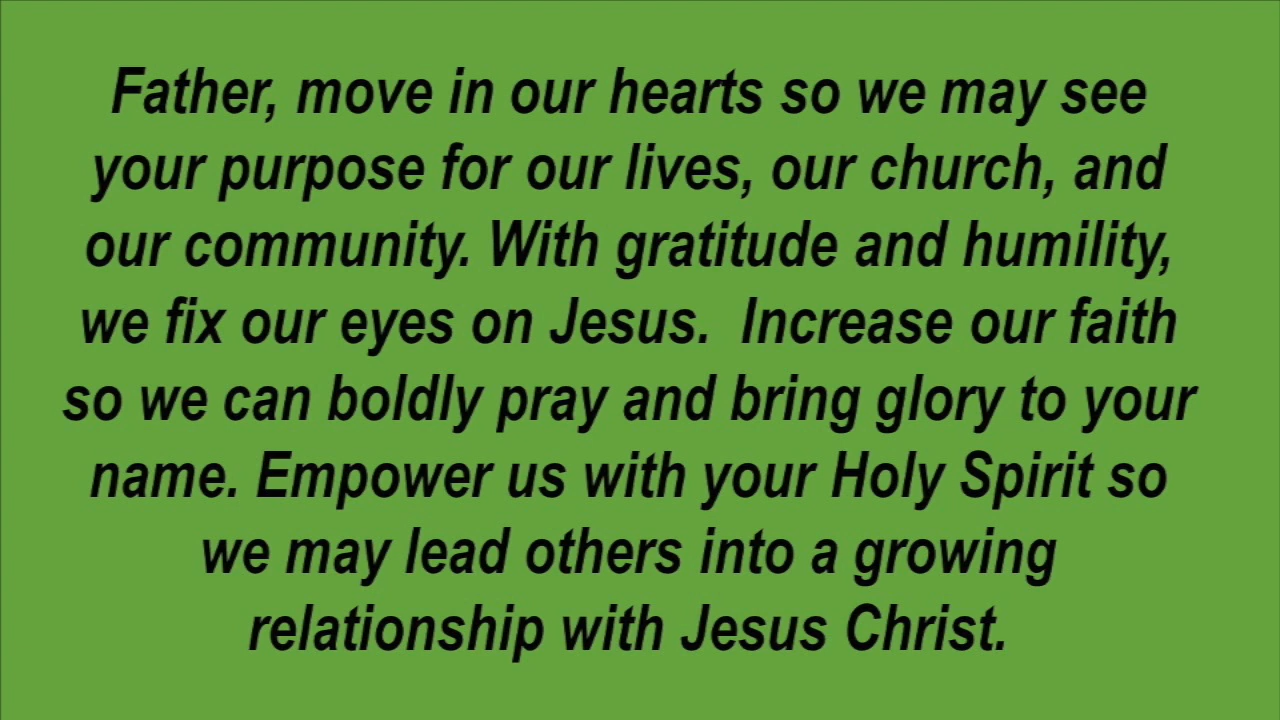 Father, move in our hearts so we may see
your purpose for our lives, our church, and
our community. With gratitude and humility,
we fix our eyes on Jesus.  Increase our faith
so we can boldly pray and bring glory to your
name. Empower us with your Holy Spirit so
we may lead others into a growing
relationship with Jesus Christ.